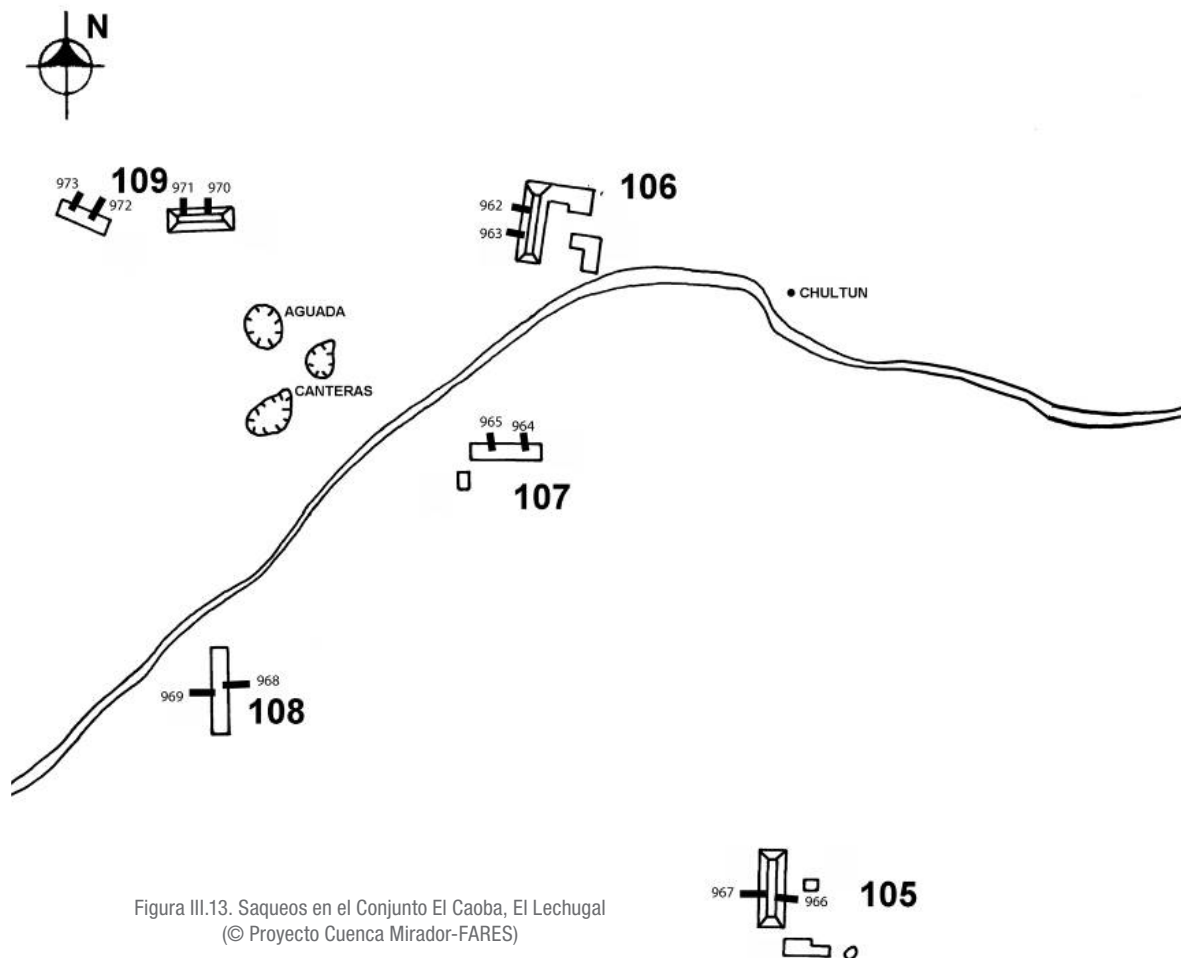 N
109
973
972
971
970
106
962
963
AGUADA
CHULTUN
CANTERAS
965
964
107
969
968
108
967
966
105
Figura III.13. Saqueos en el Conjunto El Caoba, El Lechugal
(© Proyecto Cuenca Mirador-FARES)